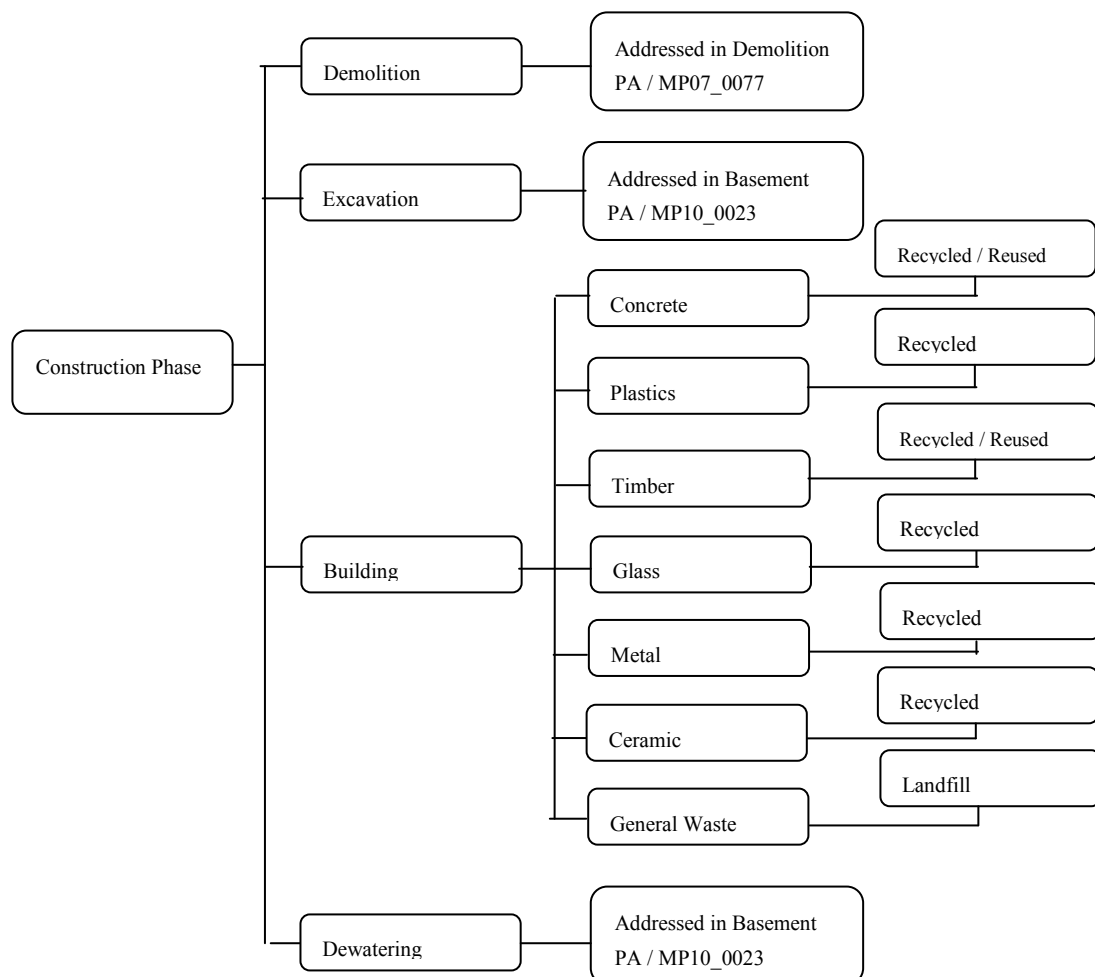 Demolition
Addressed in Demolition
PA / MP07_0077
Excavation
Addressed in Basement
PA / MP10_0023
Recycled / Reused
Concrete
Recycled
Construction Phase
Plastics
Recycled / Reused
Timber
Recycled
Building
Glass
Recycled
Metal
Recycled
Ceramic
Landfill
General Waste
Addressed in Basement
Dewatering
PA / MP10_0023